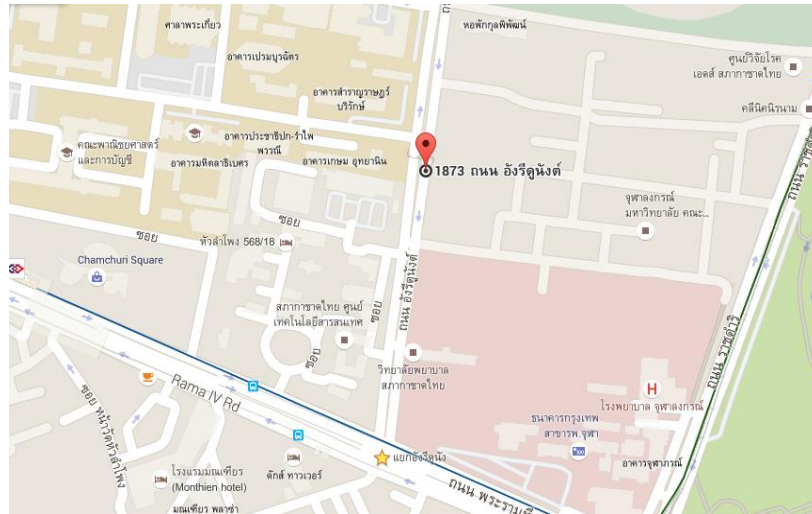 ศาลาพระเกี้ยว
หอพักกุลพิพัฒน์
อาคารเปรมบุรฉัตร
ศูนย์วิจัยโรค
เอดส์ สภากาชาดไทย
อาคารสำราญราษฎร์
บริรักษ์
คลีนิคนิรนาม
คณะพาณิชยศาสตร์
และการบัญชี
อาคารประชาธิปก-รำไพ
พรรณี
อาคารมหิตลาธิเบศร
อาคารเกษม อุทยานิน
1873 ถนน อังรีดูนังต์
จุฬาลงกรณ์
มหาวิทยาลัย คณะ...
ซอย
ซอย
หัวลำโพง 568/18
Chamchuri Square
ถนน อังรีดูนังต์
ซอย
สภากาชาดไทย ศูนย์
เทคโนโลยีสารสนเทศ
ซอย
วิทยาลัยพยาบาล
สภากาชาดไทย
ถนน ราชดำริ
ถนน ราชดำ
H
โรงพยาบาล จุฬาลงกรณ์
Rama IV Rd
ซอย หน้าวัดหัวลำโพง
ธนาคารกรุงเทพ
สาขารพ.จุฬา
แยกอังรีดูนัง
อาคารจุฬาภรณ์
โรงแรมมณเฑียร
(Monthien hotel)
ดักส์ ทาวเวอร์
มณเฑียร พลาซ่า
ถนน พระรามที่